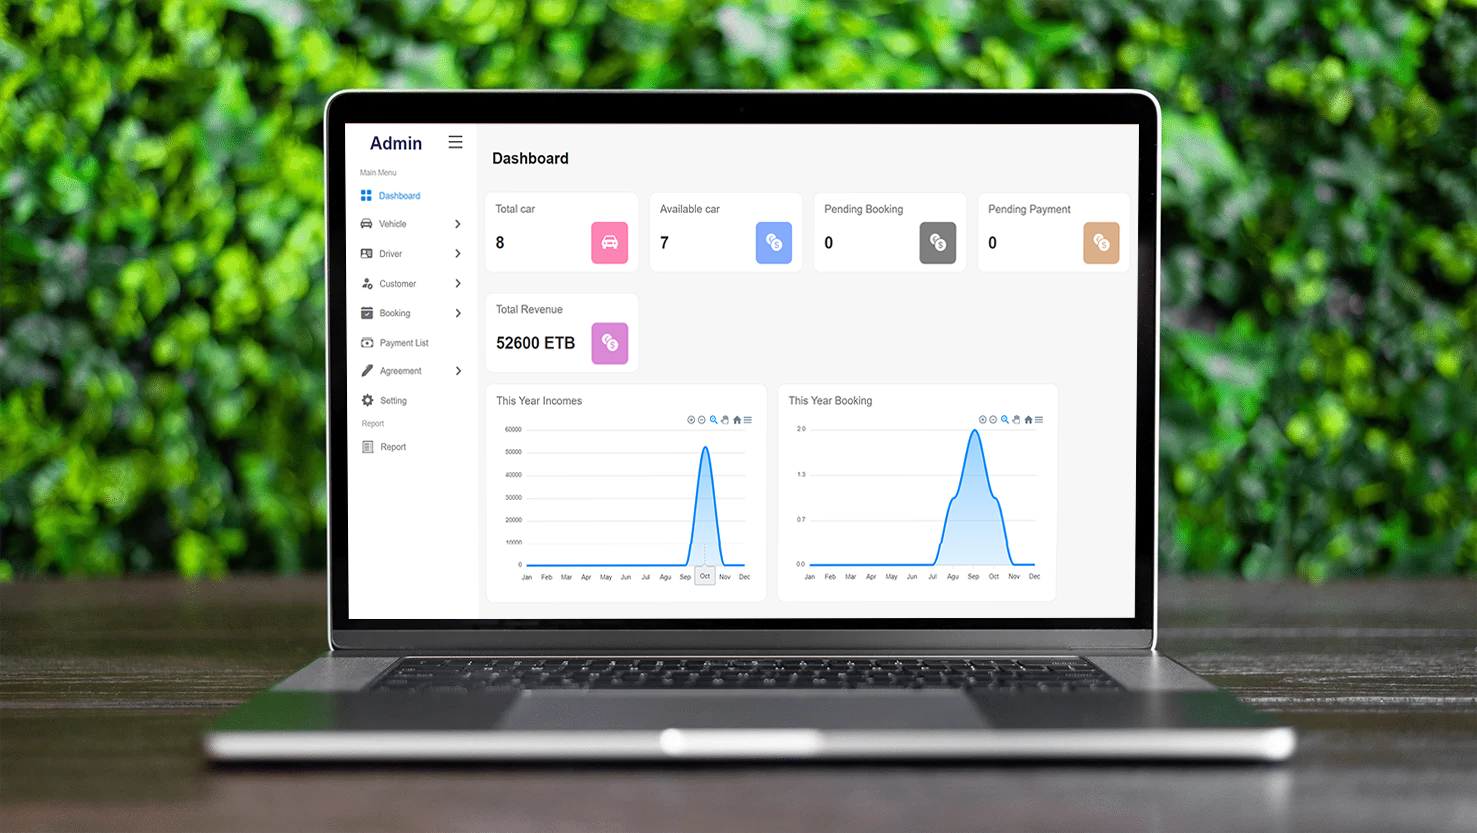 Admin
Main Menu
Dashboard
Vehicle
Driver
Customer
Booking
Payment List
Agreement
Setting
Report
Report
Dashboard
Total car
8
Available car
7
Pending Booking
0
Pending Payment
0
Total Revenue
52600 ETB
This Year Incomes
60000
50000
40000
30000
20000
10000
0
Jan Feb Mar Apr May Jun Jul Agu Sep Oct Nov Dec
This Year Booking
2.0
1.3
0.7
0.0
Jan Feb Mar Apr May Jun Jul Agu Sep Oct Nov Dec